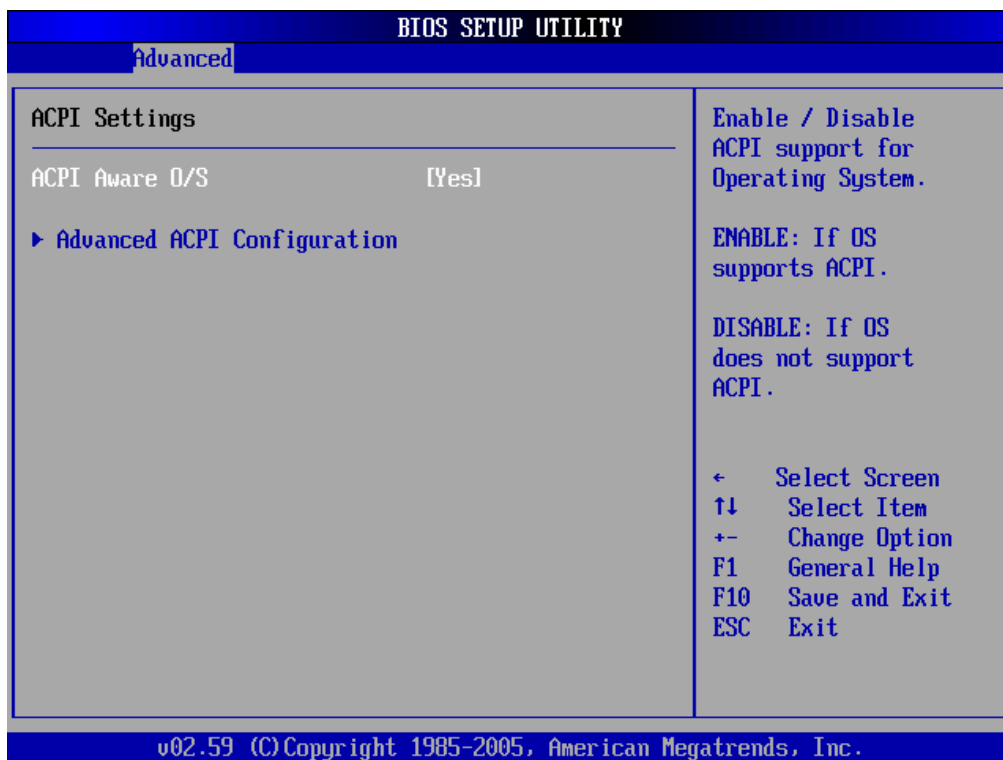 BIOS SETUP UTILITY
Advanced
ACPI Settings
ACPI Aware O/S [Yes]
▶ Advanced ACPI Configuration
Enable / Disable
ACPI support for
Operating System.
ENABLE: If OS
supports ACPI.
DISABLE: If OS
does not support
ACPI.
← Select Screen
↑↓ Select Item
+- Change Option
F1 General Help
F10 Save and Exit
ESC Exit
v02.59 (C)Copyright 1985-2005, American Megatrends, Inc.